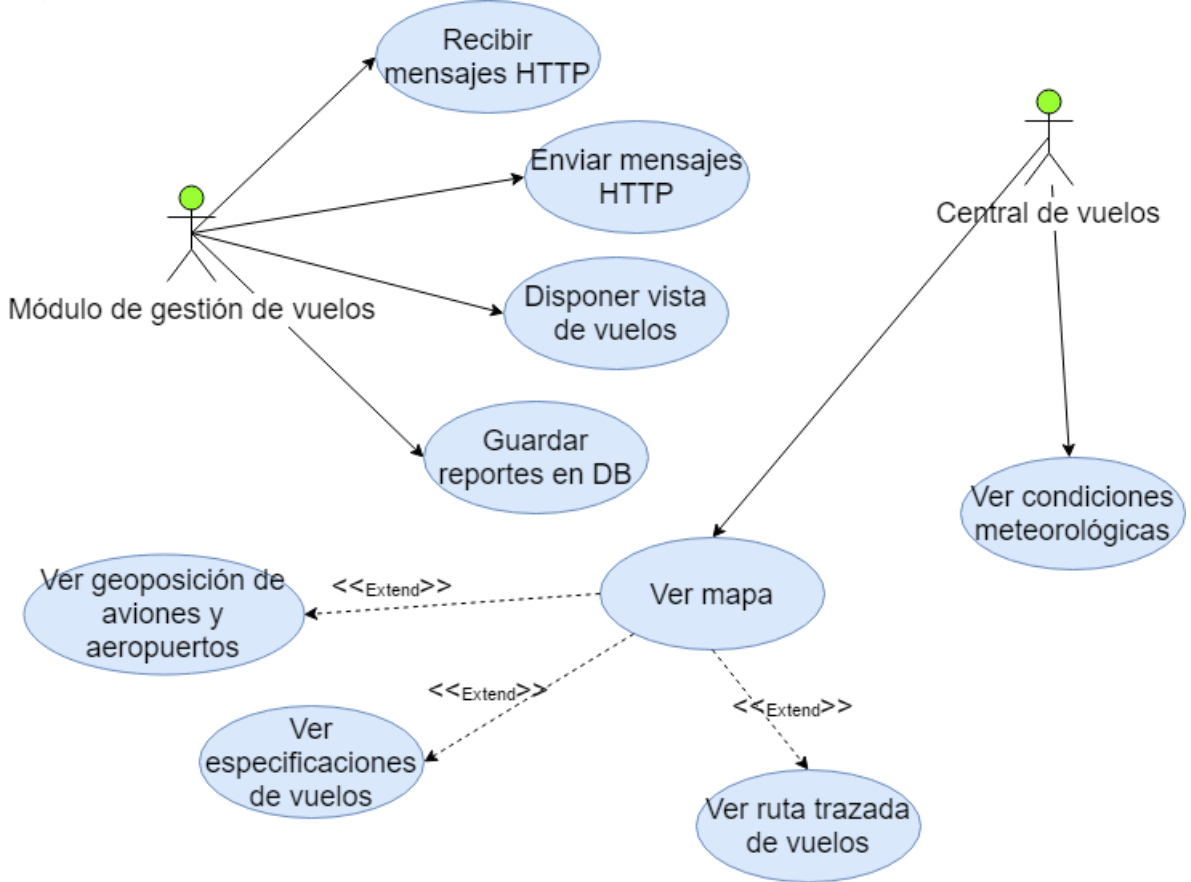 Recibir
mensajes HTTP
Enviar mensajes
HTTP
Central de vuelos
Módulo de gestión de vuelos
Disponer vista
de vuelos
Guardar
reportes en DB
Ver condiciones
meteorológicas
Ver geoposición de
aviones y
aeropuertos
<<Extend>>
Ver mapa
<<Extend>>
<<Extend>>
Ver
especificaciones
de vuelos
Ver ruta trazada
de vuelos